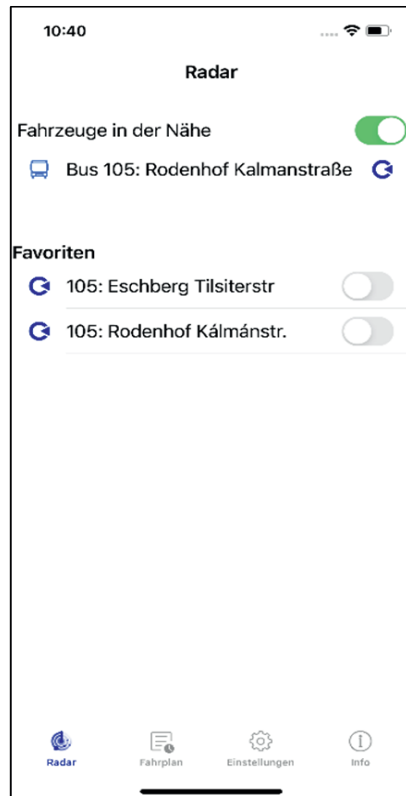 10:40
Radar
Fahrzeuge in der Nähe
Bus 105: Rodenhof Kalmanstraße
Favoriten
105: Eschberg Tilsiterstr
105: Rodenhof Kálmánstr.
Radar Fahrplan Einstellungen Info